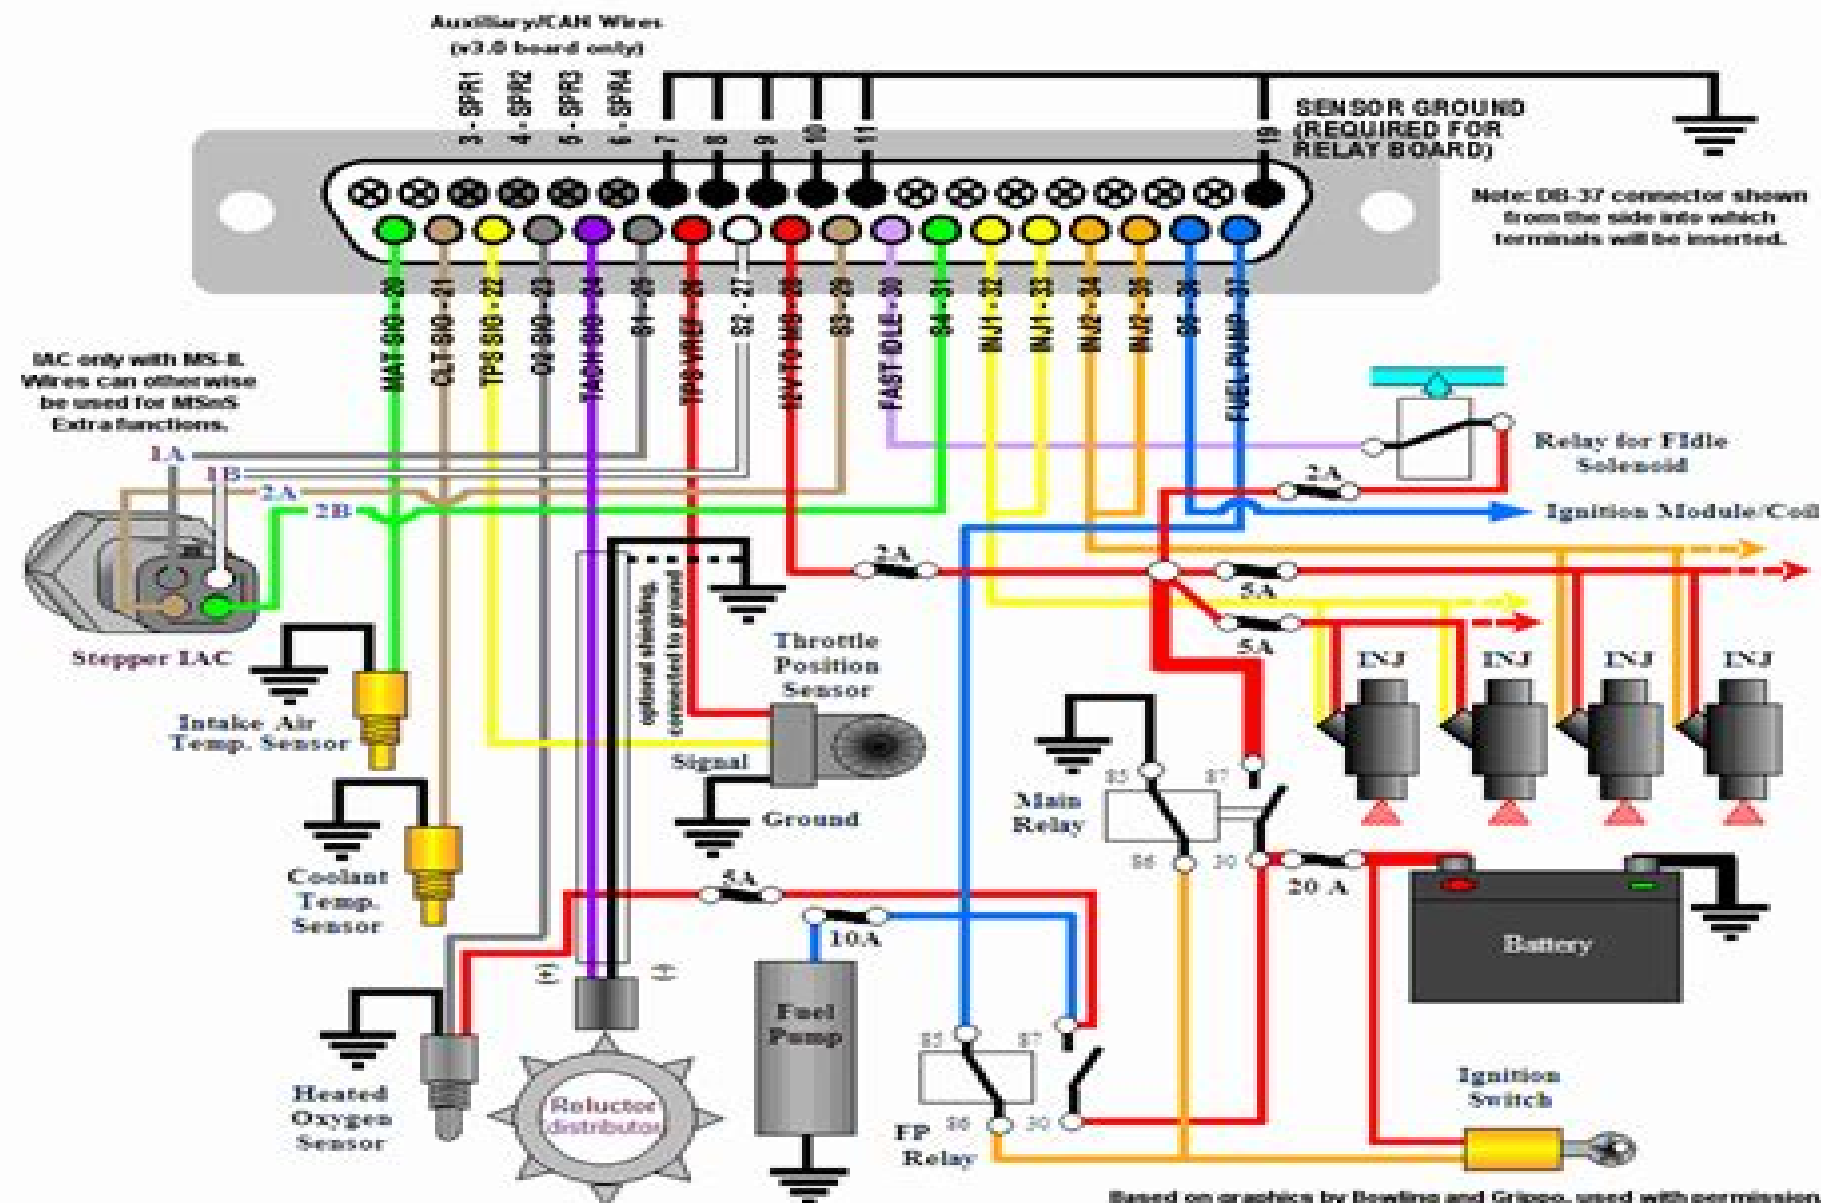 Auxiliary/CAN Wires
(v3.0 board only)
3 - SPR1
4 - SPR2
5 - SPR3
6 - SPR4
7
8
9
10
11
19
SENSOR GROUND
(REQUIRED FOR
RELAY BOARD)
Note: DB-37 connector shown
from the side into which
terminals will be inserted.
MAT SIG - 20
CLT SIG - 21
TPS SIG - 22
O2 SIG - 23
TACH SIG - 24
S1 - 25
TPS VREF - 26
S2 - 27
12V TO MS - 28
S3 - 29
FAST IDLE - 30
S4 - 31
INJ1 - 32
INJ1 - 33
INJ2 - 34
INJ2 - 35
S5 - 36
FUEL PUMP - 37
IAC only with MS-II.
Wires can otherwise
be used for MSnS
Extra functions.
1A
1B
2A
2B
Stepper IAC
Relay for FIdle
Solenoid
2A
Ignition Module/Coil
2A
5A
5A
optional shielding,
connected to ground
Throttle
Position
Sensor
Signal
Ground
INJ
INJ
INJ
INJ
Intake Air
Temp. Sensor
Coolant
Temp.
Sensor
Main
Relay
85
87
86
30
20 A
Battery
5A
10A
(+)
Fuel
Pump
Heated
Oxygen
Sensor
Reluctor
distributor
85
87
86
30
FP
Relay
Ignition
Switch
Based on graphics by Bowling and Grippo, used with permission.